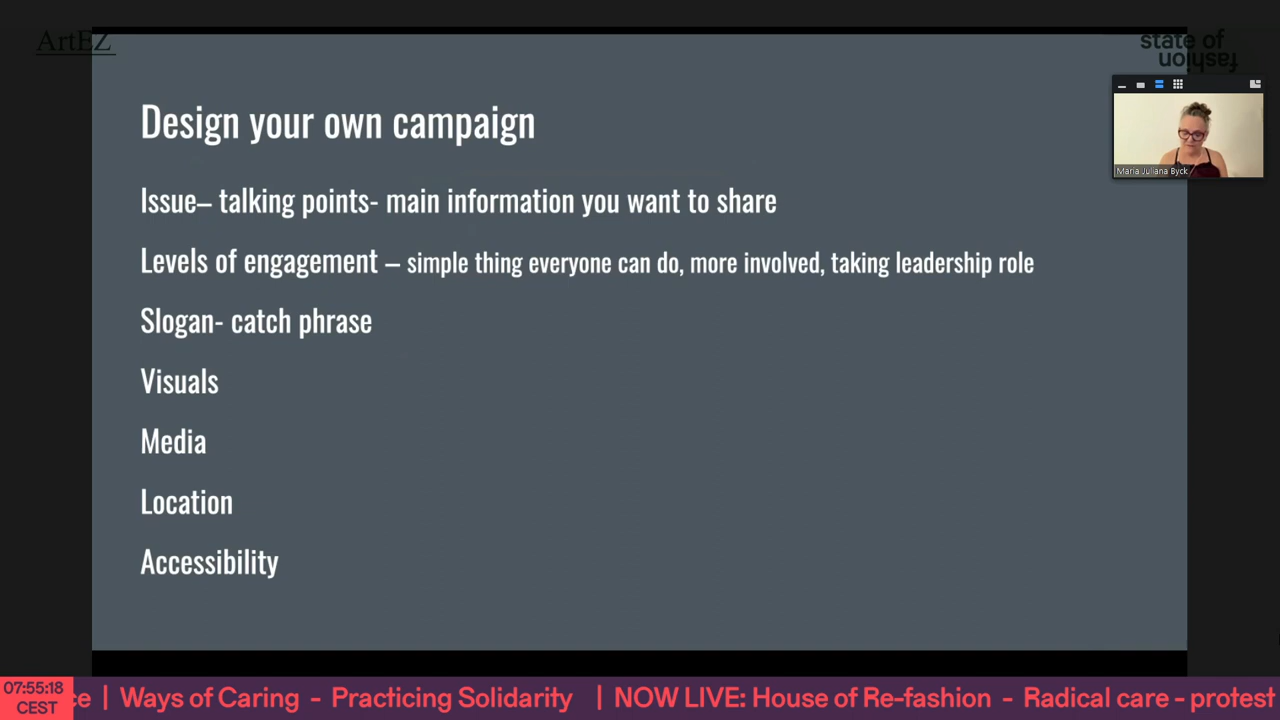 ArtEZ
state of
fashion
Maria Juliana Byck
Design your own campaign
Issue– talking points- main information you want to share
Levels of engagement – simple thing everyone can do, more involved, taking leadership role
Slogan- catch phrase
Visuals
Media
Location
Accessibility
07:55:18
CEST
ce | Ways of Caring - Practicing Solidarity | NOW LIVE: House of Re-fashion - Radical care - protest